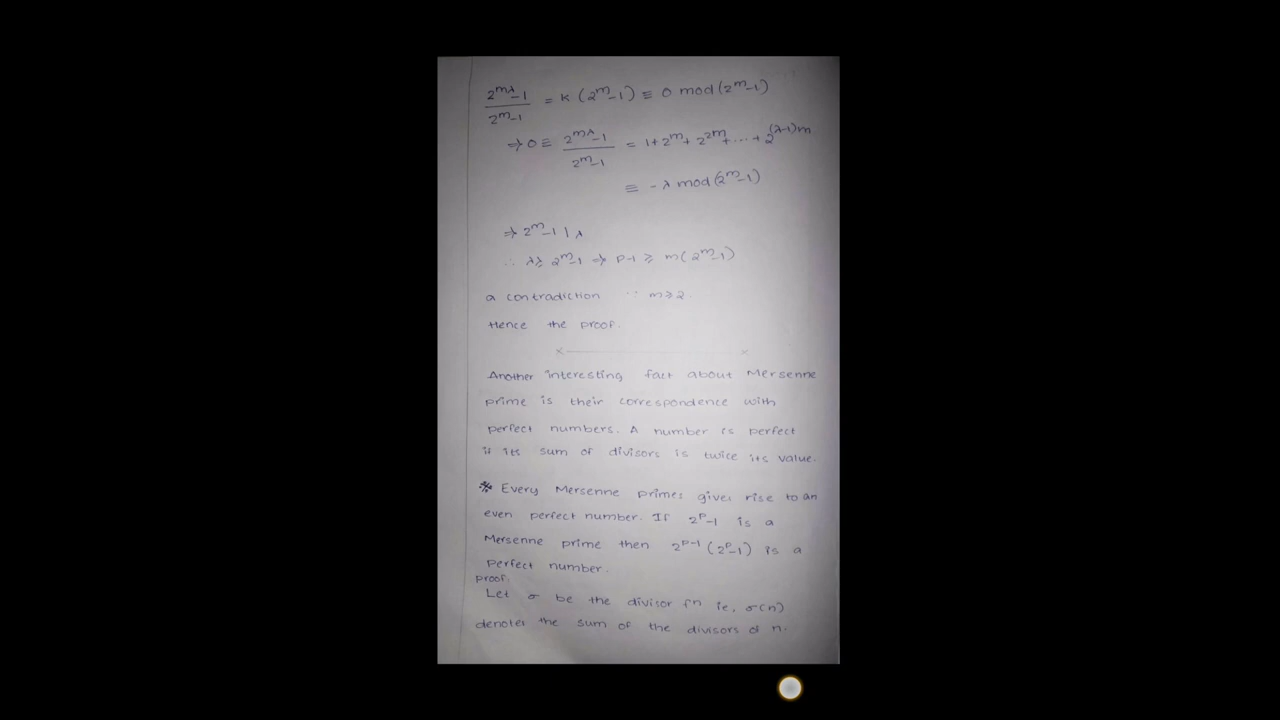 2^{mλ}-1 / 2^m-1 = k (2^m-1) ≡ 0 mod (2^m-1)
⇒ 0 ≡ 2^{mλ}-1 / 2^m-1 = 1+2^m+2^{2m}+...+2^{(λ-1)m}
≡ -λ mod (2^m-1)
⇒ 2^m-1 | λ
∴ λ ≥ 2^m-1 ⇒ p-1 ≥ m(2^m-1)
a contradiction ∵ m ≥ 2.
Hence the proof.
x x
Another interesting fact about Mersenne
prime is their correspondence with
perfect numbers. A number is perfect
if its sum of divisors is twice its value.
* Every Mersenne primes gives rise to an
even perfect number. If 2^p-1 is a
Mersenne prime then 2^{p-1}(2^p-1) is a
perfect number.
proof.
Let σ be the divisor fn ie, σ(n)
denotes the sum of the divisors of n.